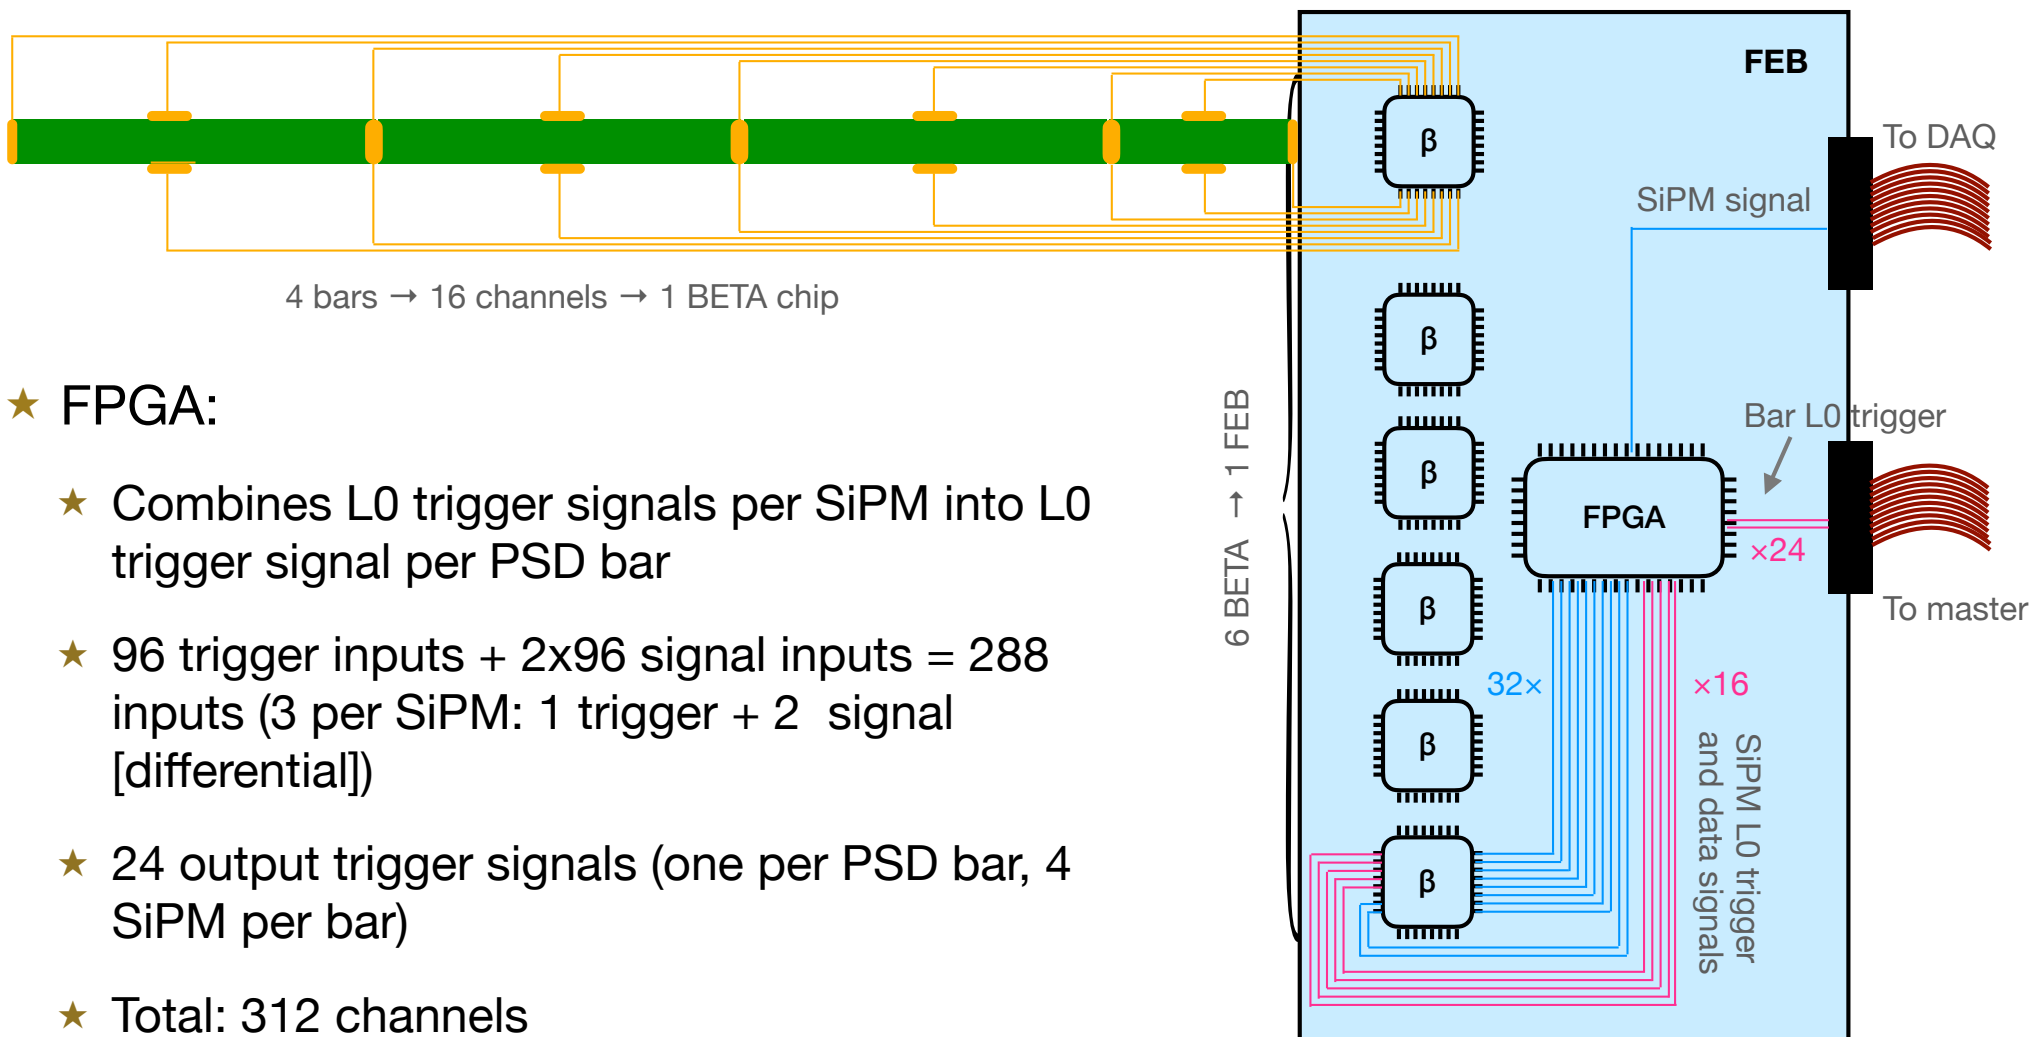 FEB
β
To DAQ
SiPM signal
4 bars → 16 channels → 1 BETA chip
β
★ FPGA:
Bar L0 trigger
6 BETA → 1 FEB
β
★ Combines L0 trigger signals per SiPM into L0
trigger signal per PSD bar
FPGA
×24
β
To master
★ 96 trigger inputs + 2x96 signal inputs = 288
inputs (3 per SiPM: 1 trigger + 2 signal
[differential])
32×
×16
β
SiPM L0 trigger
and data signals
★ 24 output trigger signals (one per PSD bar, 4
SiPM per bar)
β
★ Total: 312 channels